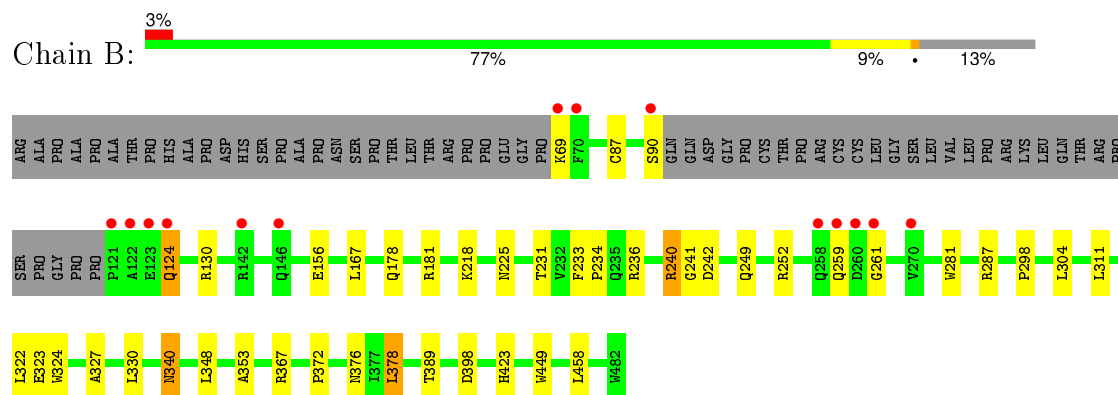 3%
Chain B:
77% 9% • 13%
ARG ALA PRO ALA PRO ALA THR PRO HIS ALA PRO ASP HIS SER PRO ALA PRO ASN SER PRO THR LEU THR ARG PRO PRO GLU GLY PRO K69 F70 C87 S90 GLN GLN ASP GLY PRO CYS THR PRO ARG CYS CYS LEU GLY SER LEU VAL LEU PRO ARG LYS LEU GLN THR ARG PRO
SER PRO GLY PRO PRO P121 A122 E123 Q124 R130 R142 Q146 E156 L167 Q178 R181 K218 N225 T231 V232 F233 P234 Q235 R236 R240 G241 D242 Q249 R252 Q258 Q259 D260 G261 V270 W281 R287 P298 L304 L311
L322 E323 W324 A327 L330 N340 L348 A353 R367 P372 N376 I377 L378 T389 D398 H423 W449 L458 W482